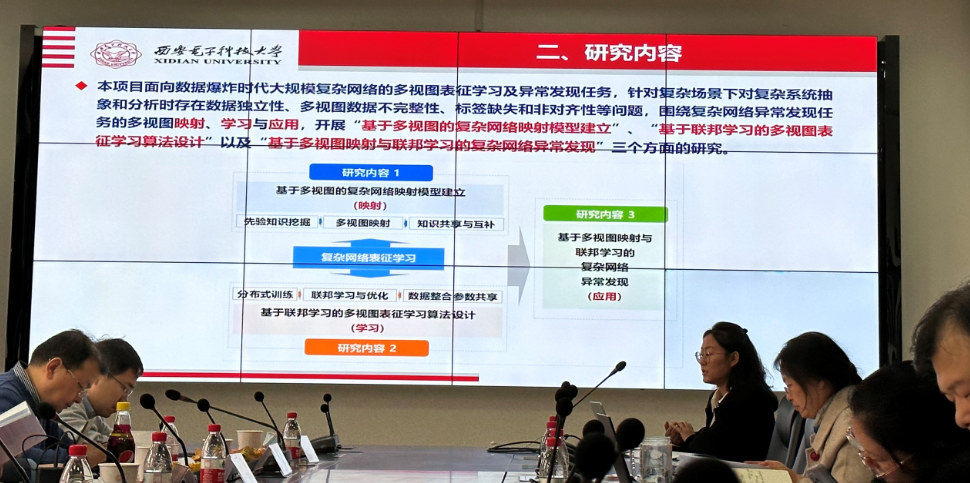 西安电子科技大学
XIDIAN UNIVERSITY
二、研究内容
本项目面向数据爆炸时代大规模复杂网络的多视图表征学习及异常发现任务，针对复杂场景下对复杂系统抽
象和分析时存在数据独立性、多视图数据不完整性、标签缺失和非对齐性等问题，围绕复杂网络异常发现任
务的多视图映射、学习与应用，开展“基于多视图的复杂网络映射模型建立”、“基于联邦学习的多视图表
征学习算法设计”以及“基于多视图映射与联邦学习的复杂网络异常发现”三个方面的研究。
研究内容 1
基于多视图的复杂网络映射模型建立
（映射）
先验知识挖掘
多视图映射
知识共享与互补
复杂网络表征学习
分布式训练
联邦学习与优化
数据整合参数共享
基于联邦学习的多视图表征学习算法设计
（学习）
研究内容 2
研究内容 3
基于多视图映射与
联邦学习的
复杂网络
异常发现
（应用）